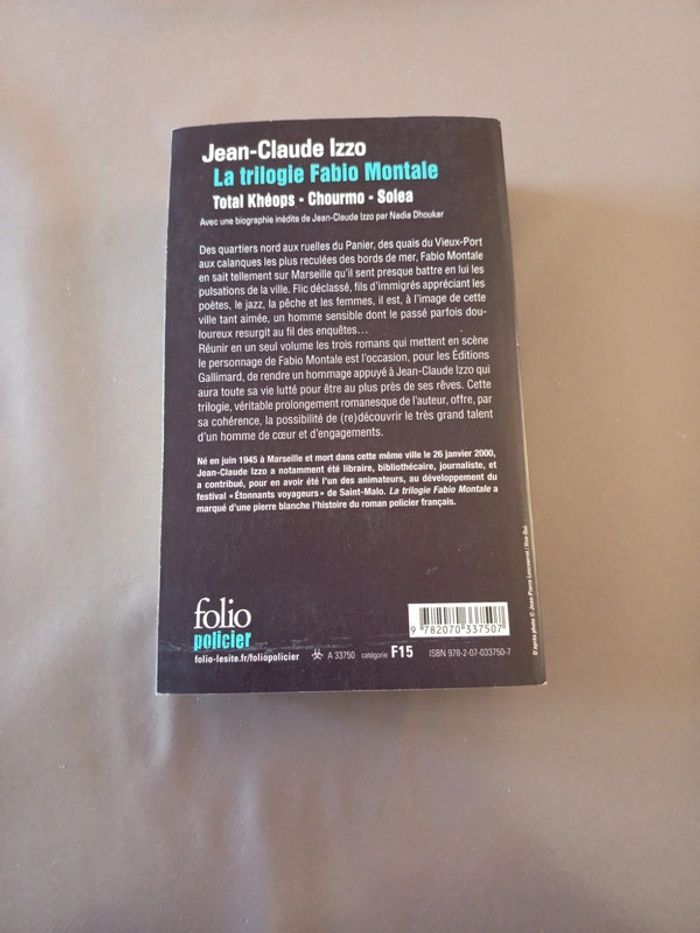 Jean-Claude Izzo
La trilogie Fabio Montale
Total Khéops - Chourmo - Solea
Avec une biographie inédite de Jean-Claude Izzo par Nadia Dhoukar
Des quartiers nord aux ruelles du Panier, des quais du Vieux-Port
aux calanques les plus reculées des bords de mer, Fabio Montale
en sait tellement sur Marseille qu'il sent presque battre en lui les
pulsations de la ville. Flic déclassé, fils d'immigrés appréciant les
poètes, le jazz, la pêche et les femmes, il est, à l'image de cette
ville tant aimée, un homme sensible dont le passé parfois dou-
loureux resurgit au fil des enquêtes…
Réunir en un seul volume les trois romans qui mettent en scène
le personnage de Fabio Montale est l'occasion, pour les Éditions
Gallimard, de rendre un hommage appuyé à Jean-Claude Izzo qui
aura toute sa vie lutté pour être au plus près de ses rêves. Cette
trilogie, véritable prolongement romanesque de l'auteur, offre, par
sa cohérence, la possibilité de (re)découvrir le très grand talent
d'un homme de cœur et d'engagements.
Né en juin 1945 à Marseille et mort dans cette même ville le 26 janvier 2000,
Jean-Claude Izzo a notamment été libraire, bibliothécaire, journaliste, et
a contribué, pour en avoir été l'un des animateurs, au développement du
festival «Étonnants voyageurs» de Saint-Malo. La trilogie Fabio Montale a
marqué d'une pierre blanche l'histoire du roman policier français.
folio
policier
folio-lesite.fr/foliopolicier
A 33750 catégorie F15
9 782070 337507
ISBN 978-2-07-033750-7
D'après photo © Jean-Pierre